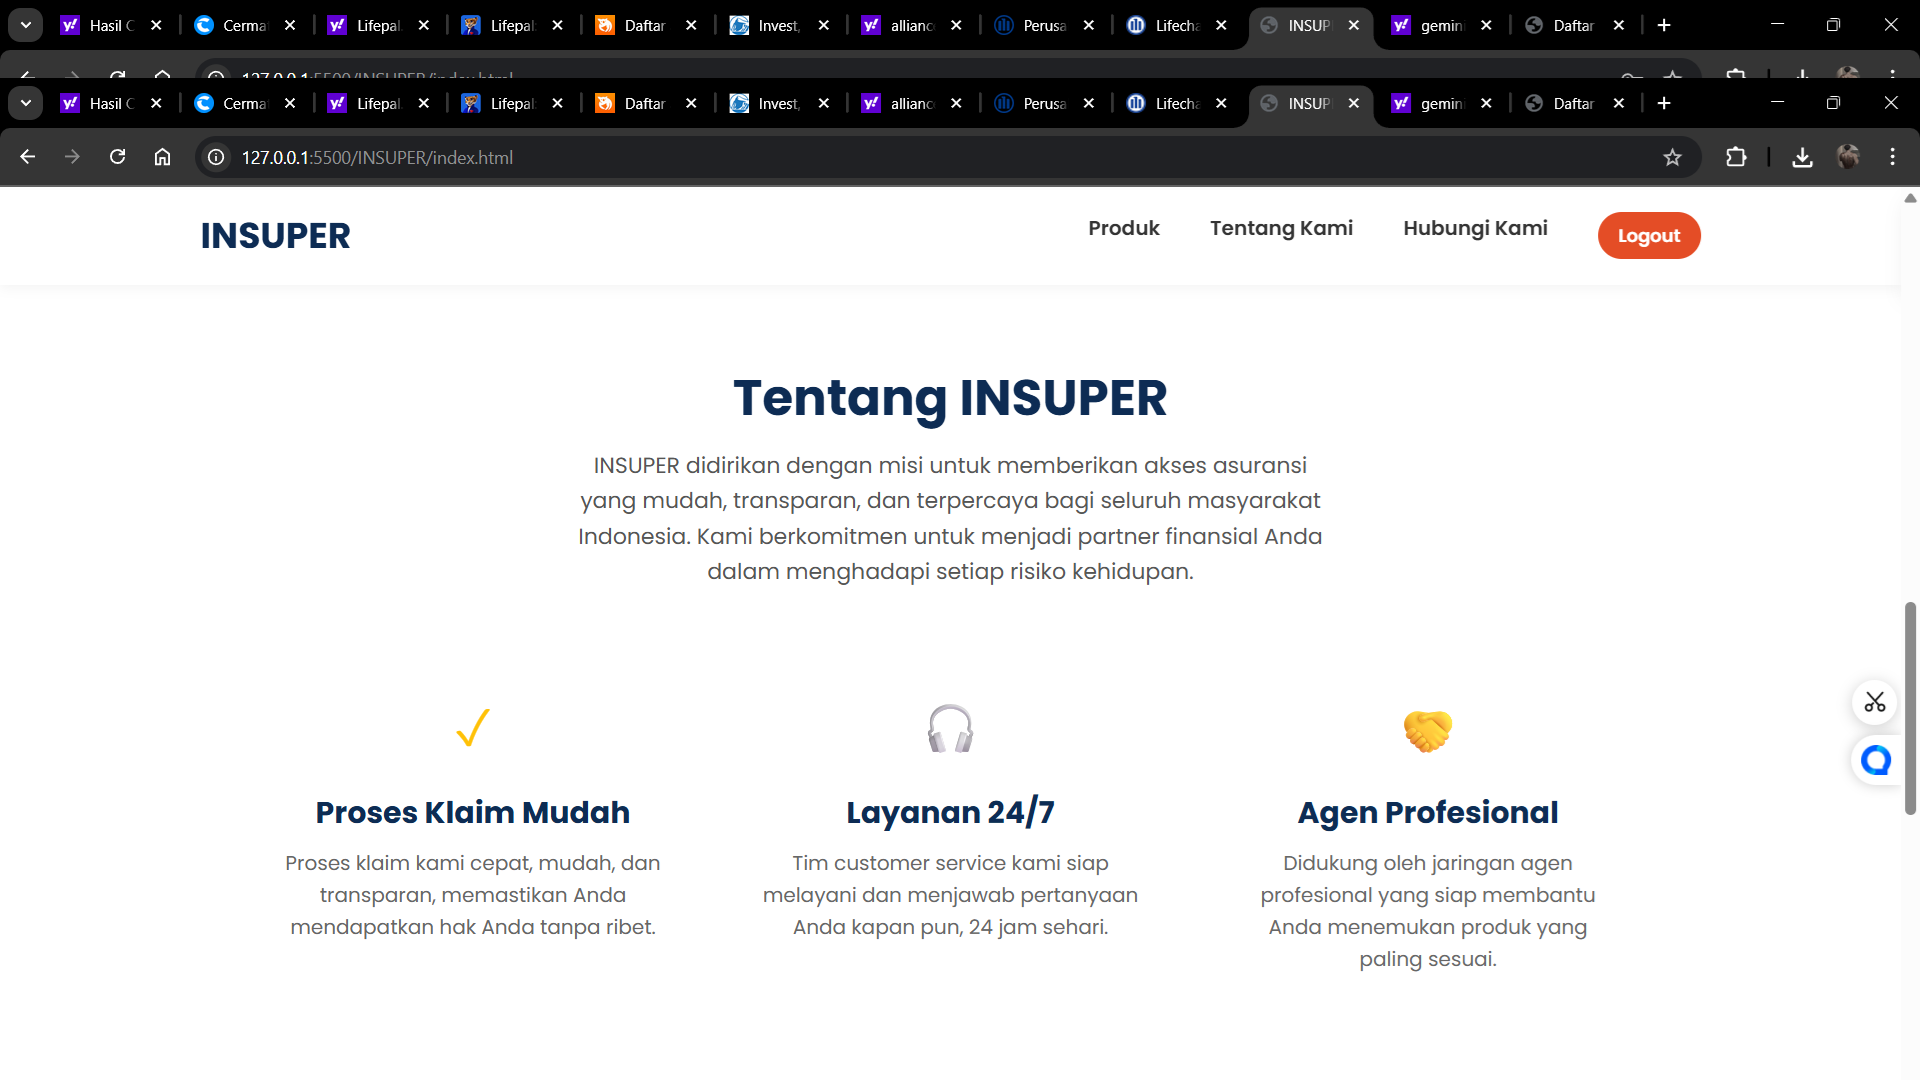 Hasil C
Cerma
Lifepal
Lifepal
Daftar
Invest,
allianc
Perusa
Lifecha
INSUP
gemini
Daftar
127.0.0.1:5500/INSUPER/index.html
Hasil C
Cerma
Lifepal
Lifepal
Daftar
Invest,
allianc
Perusa
Lifecha
INSUP
gemini
Daftar
127.0.0.1:5500/INSUPER/index.html
INSUPER
Produk
Tentang Kami
Hubungi Kami
Logout
Tentang INSUPER
INSUPER didirikan dengan misi untuk memberikan akses asuransi
yang mudah, transparan, dan terpercaya bagi seluruh masyarakat
Indonesia. Kami berkomitmen untuk menjadi partner finansial Anda
dalam menghadapi setiap risiko kehidupan.
Proses Klaim Mudah
Proses klaim kami cepat, mudah, dan
transparan, memastikan Anda
mendapatkan hak Anda tanpa ribet.
Layanan 24/7
Tim customer service kami siap
melayani dan menjawab pertanyaan
Anda kapan pun, 24 jam sehari.
Agen Profesional
Didukung oleh jaringan agen
profesional yang siap membantu
Anda menemukan produk yang
paling sesuai.